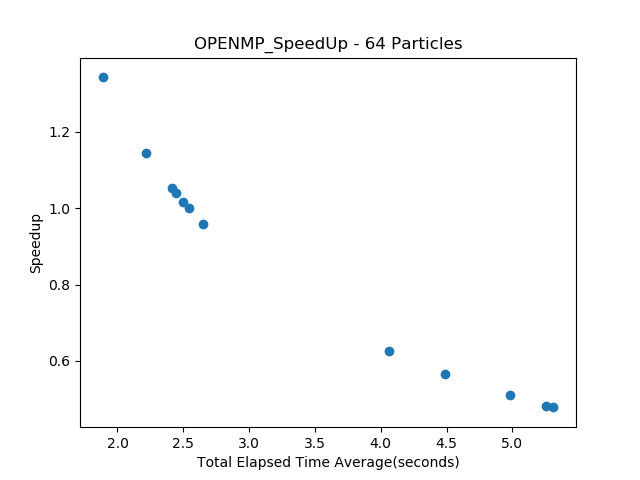 OPENMP_SpeedUp - 64 Particles
1.2
1.0
0.8
0.6
Speedup
2.0 2.5 3.0 3.5 4.0 4.5 5.0
Total Elapsed Time Average(seconds)